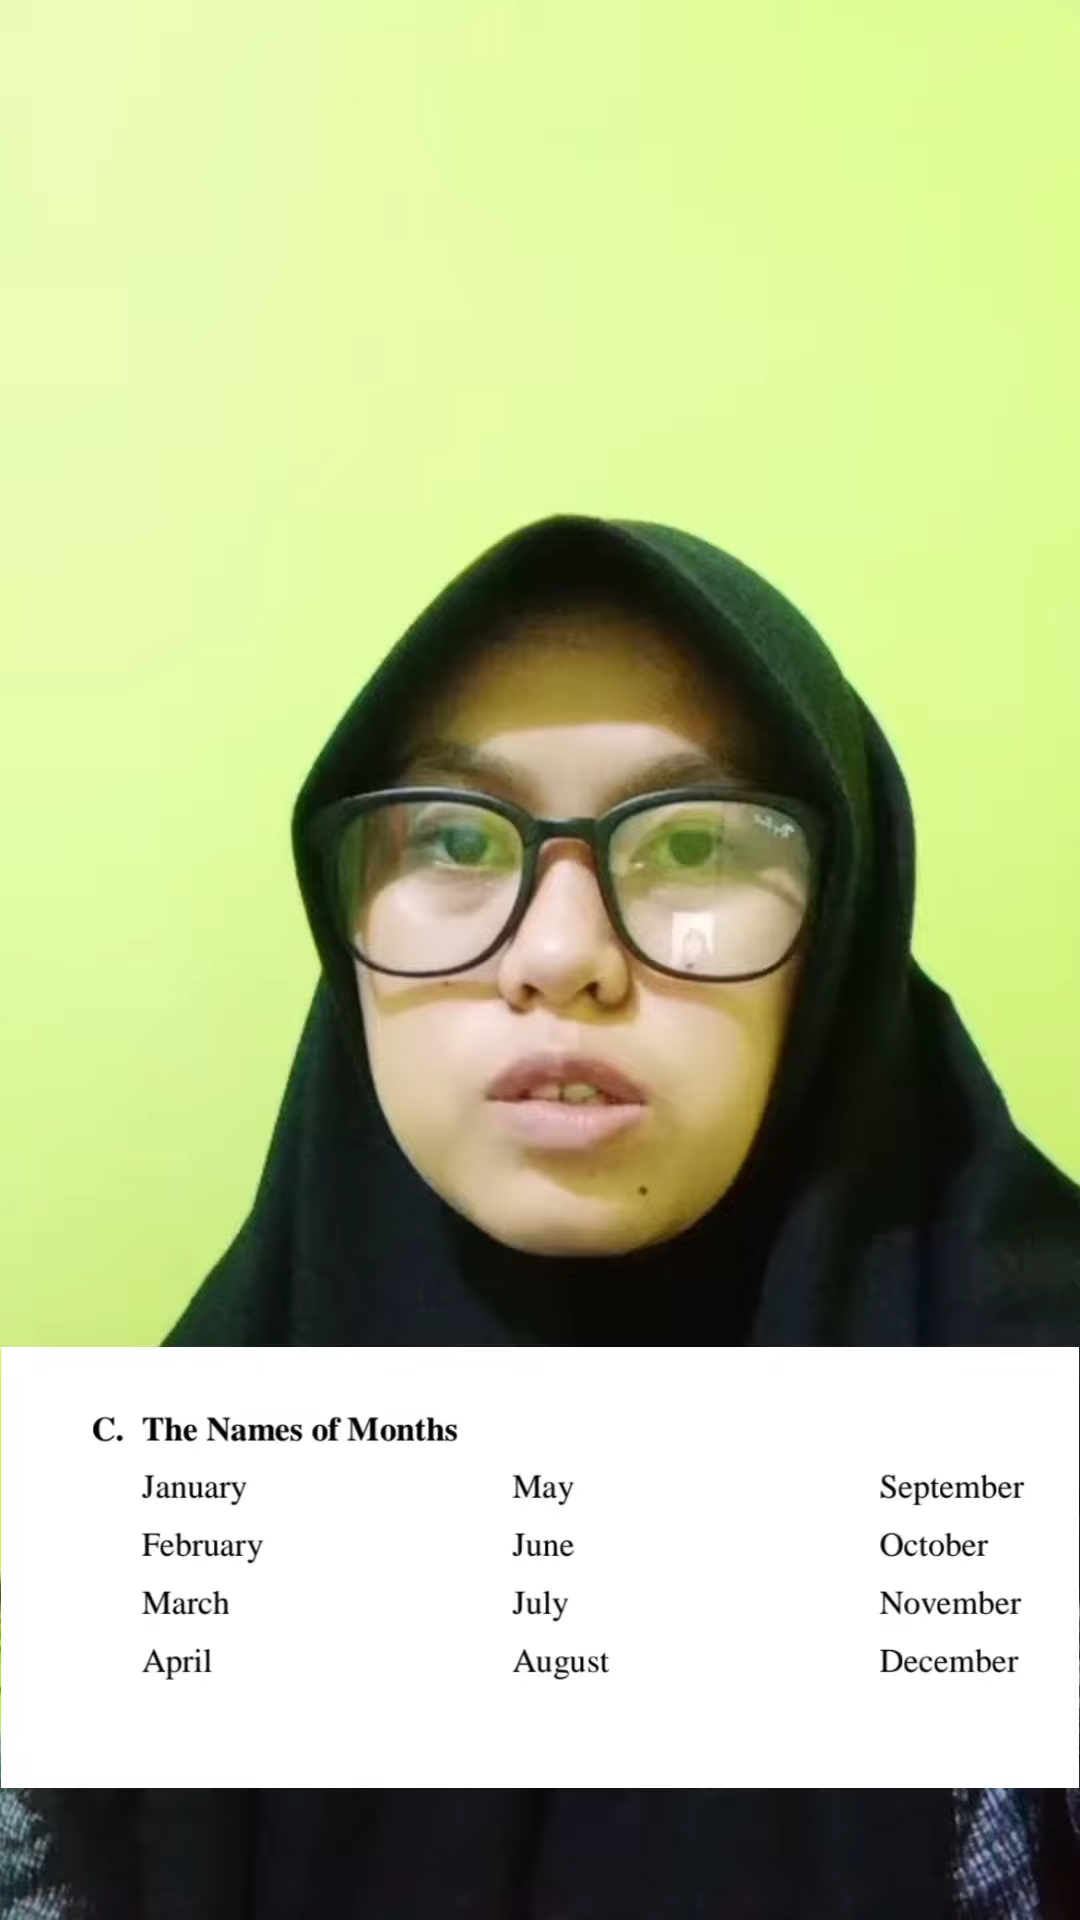 C. The Names of Months
January May September
February June October
March July November
April August December